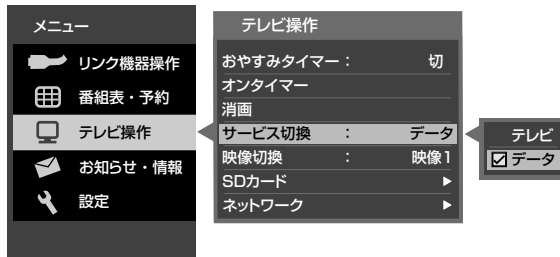 メニュー
リンク機器操作
番組表・予約
テレビ操作
お知らせ・情報
設定
テレビ操作
おやすみタイマー： 切
オンタイマー
消画
サービス切換 ： データ
映像切換 ： 映像1
SDカード
ネットワーク
テレビ
データ